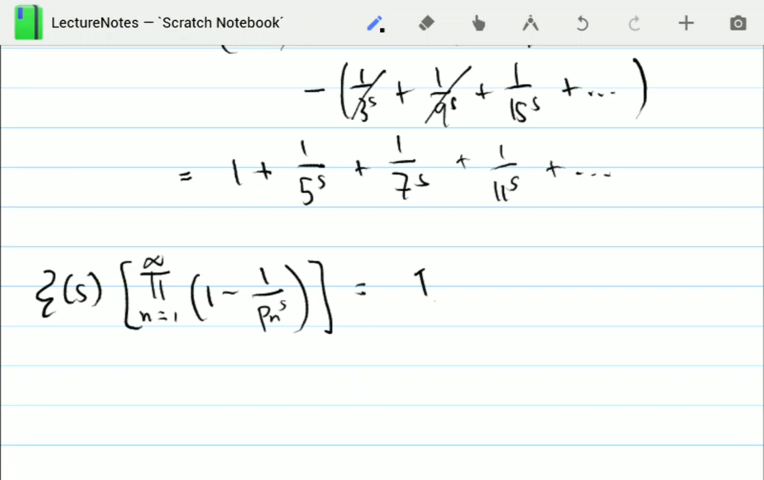 LectureNotes — `Scratch Notebook´
- (1/3^s + 1/9^s + 1/15^s + ...)
= 1 + 1/5^s + 1/7^s + 1/11^s + ...
ξ(s) [∏_{n=1}^∞ (1 - 1/p_n^s)] = 1